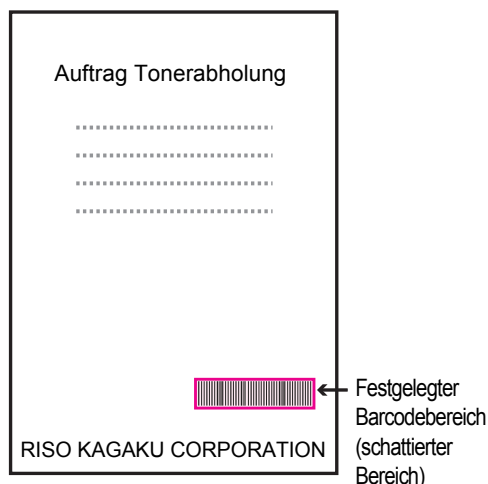 Auftrag Tonerabholung
Festgelegter
Barcodebereich
(schattierter
Bereich)
RISO KAGAKU CORPORATION